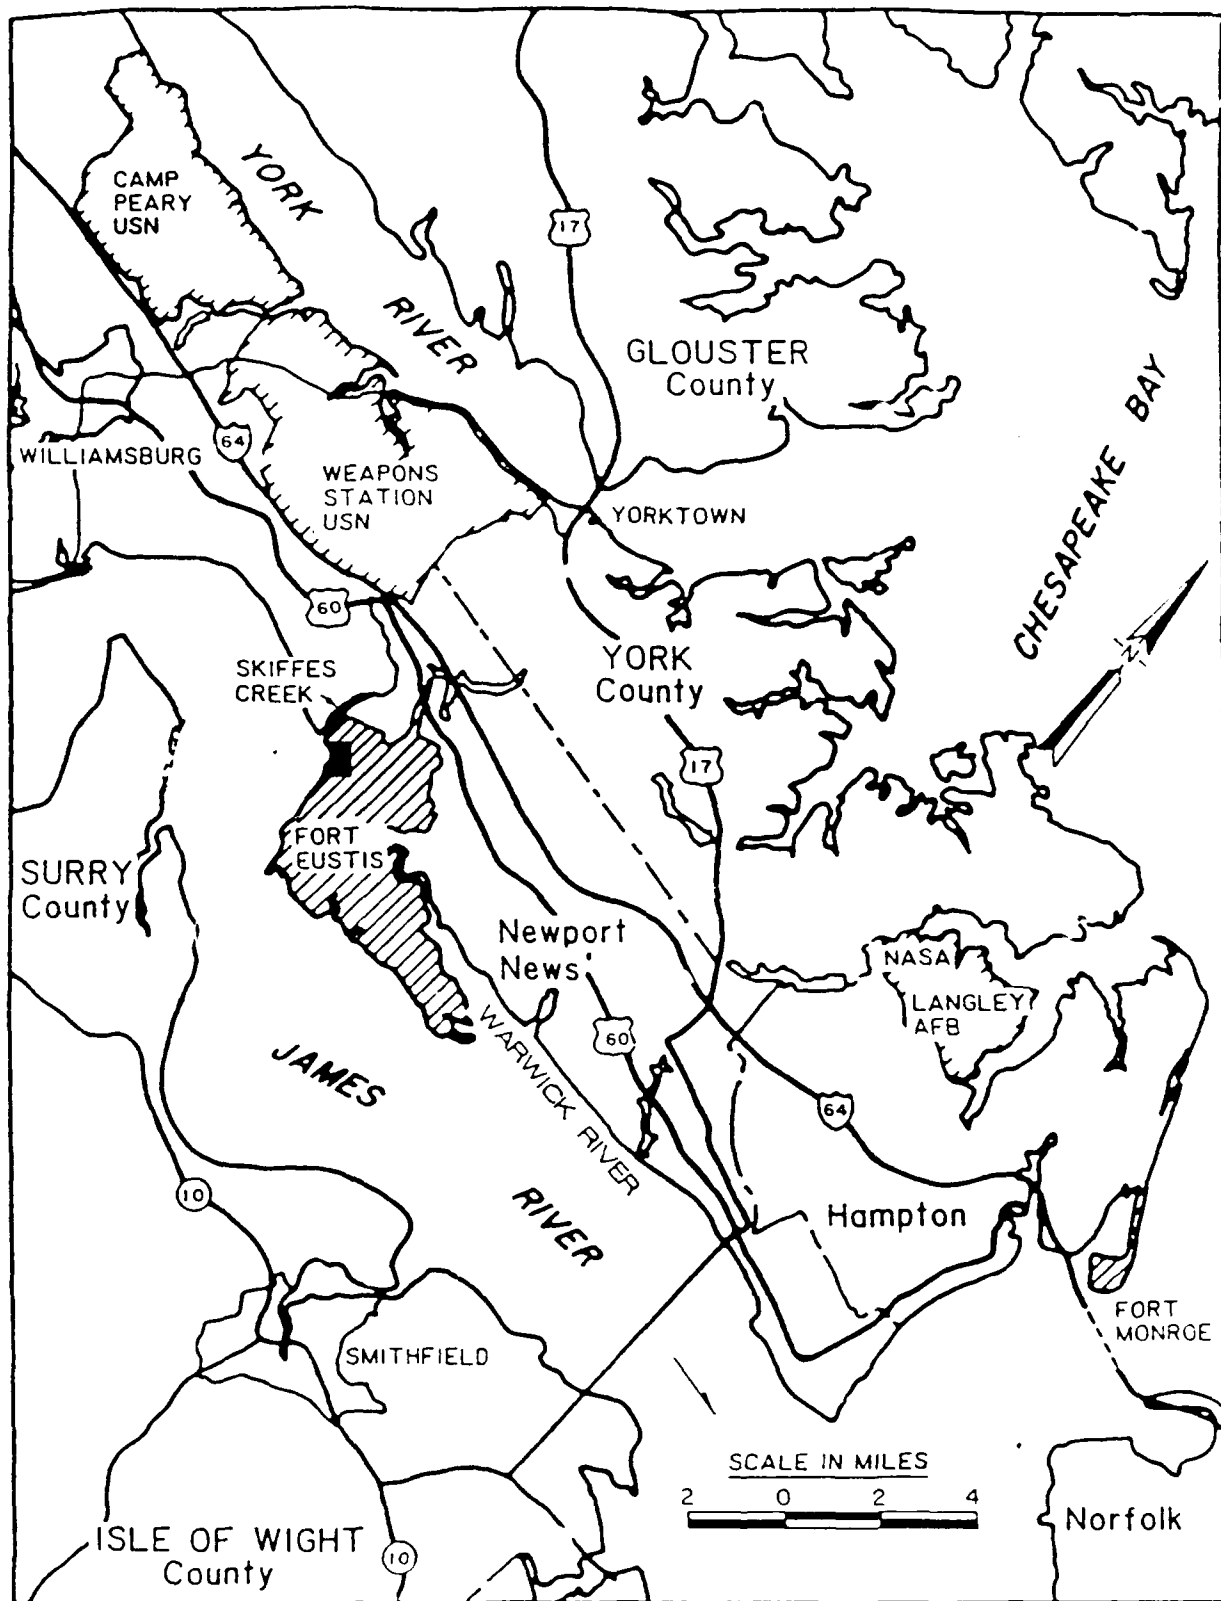 CAMP
PEARY
USN
YORK
RIVER
17
GLOUSTER
County
CHESAPEAKE BAY
64
WILLIAMSBURG
WEAPONS
STATION
USN
YORKTOWN
60
YORK
County
N
SKIFFES
CREEK
17
FORT
EUSTIS
SURRY
County
Newport
News
NASA
LANGLEY
AFB
WARWICK RIVER
60
JAMES
RIVER
64
10
Hampton
FORT
MONROE
SMITHFIELD
SCALE IN MILES
2 0 2 4
Norfolk
ISLE OF WIGHT
County
10